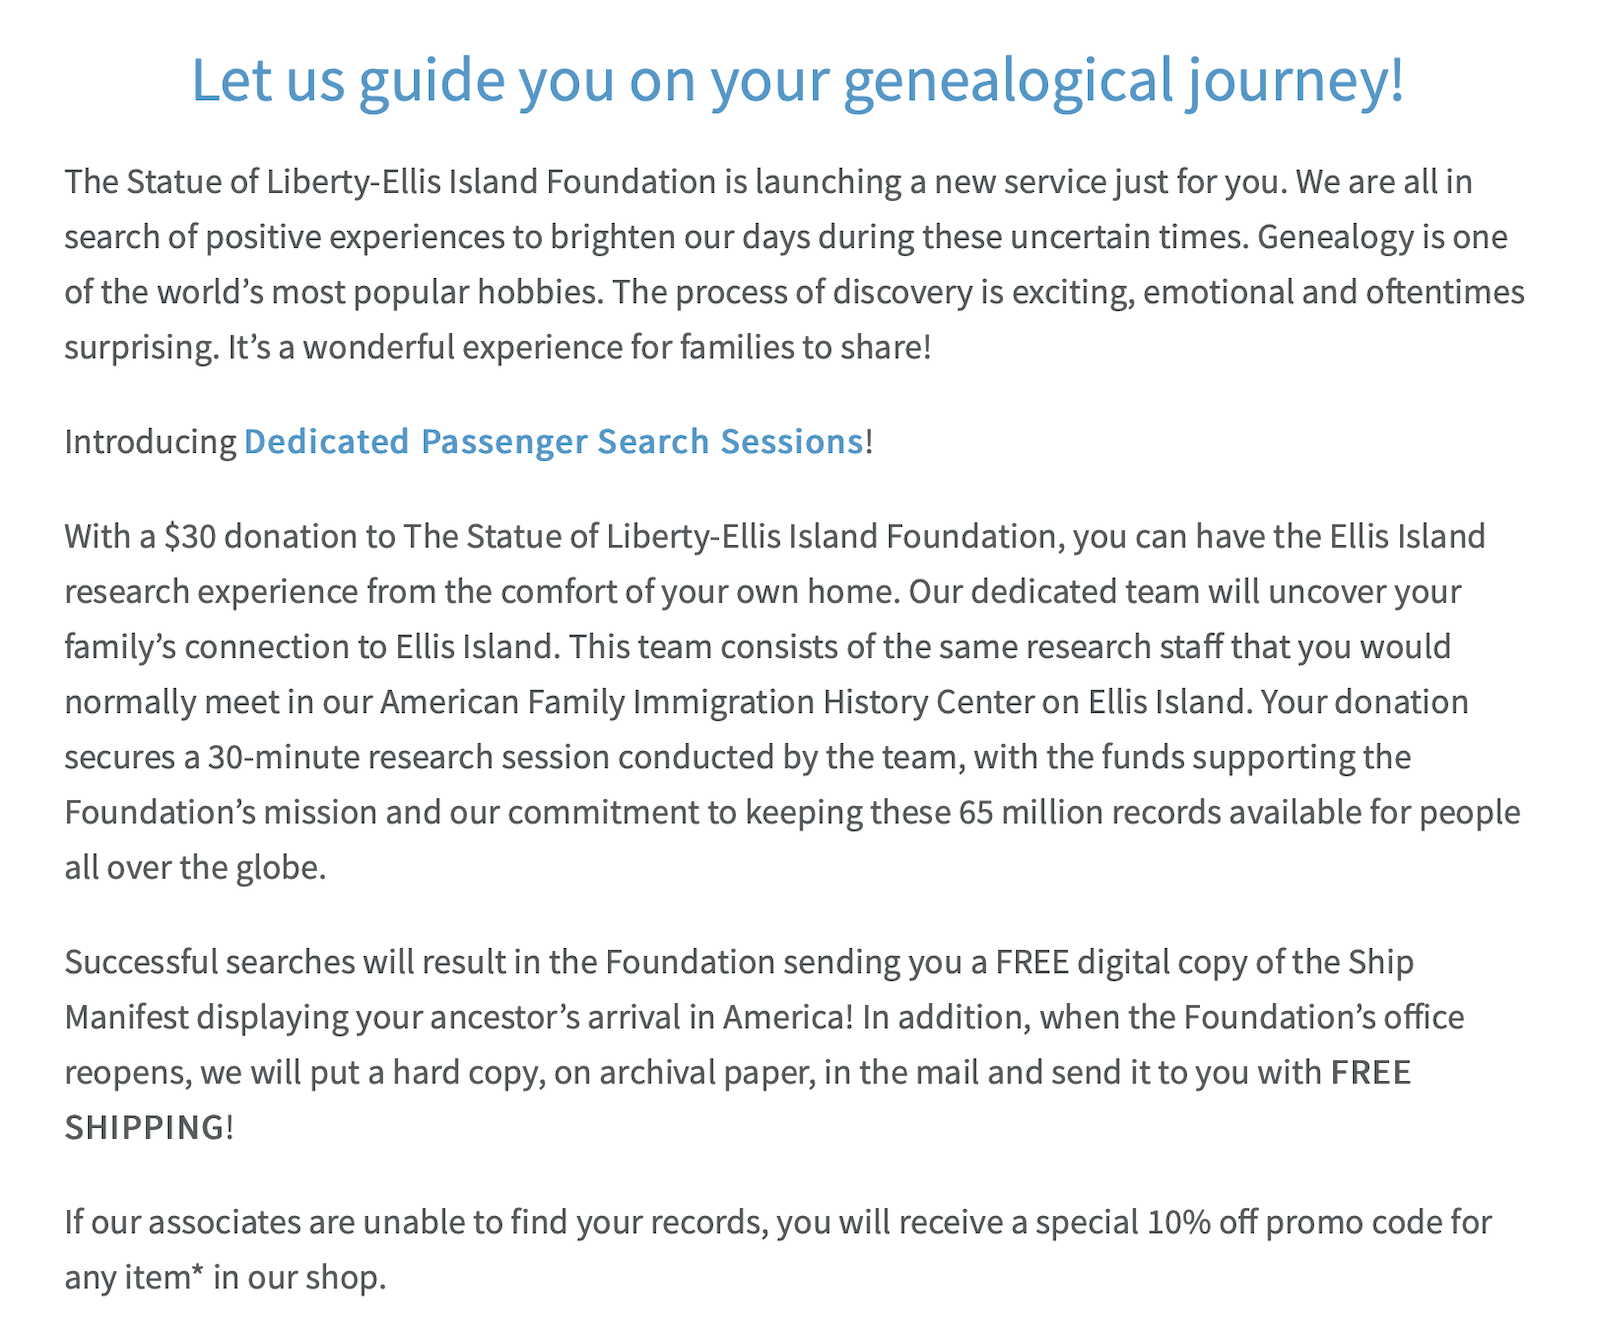 Let us guide you on your genealogical journey!
The Statue of Liberty-Ellis Island Foundation is launching a new service just for you. We are all in
search of positive experiences to brighten our days during these uncertain times. Genealogy is one
of the world’s most popular hobbies. The process of discovery is exciting, emotional and oftentimes
surprising. It’s a wonderful experience for families to share!
Introducing Dedicated Passenger Search Sessions!
With a $30 donation to The Statue of Liberty-Ellis Island Foundation, you can have the Ellis Island
research experience from the comfort of your own home. Our dedicated team will uncover your
family’s connection to Ellis Island. This team consists of the same research staff that you would
normally meet in our American Family Immigration History Center on Ellis Island. Your donation
secures a 30-minute research session conducted by the team, with the funds supporting the
Foundation’s mission and our commitment to keeping these 65 million records available for people
all over the globe.
Successful searches will result in the Foundation sending you a FREE digital copy of the Ship
Manifest displaying your ancestor’s arrival in America! In addition, when the Foundation’s office
reopens, we will put a hard copy, on archival paper, in the mail and send it to you with FREE
SHIPPING!
If our associates are unable to find your records, you will receive a special 10% off promo code for
any item* in our shop.